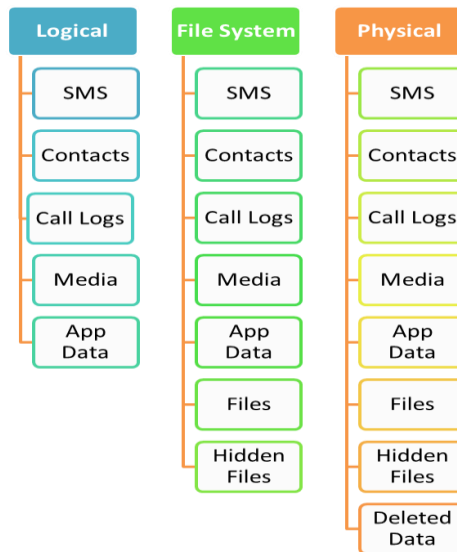 Logical
SMS
Contacts
Call Logs
Media
App
Data
File System
SMS
Contacts
Call Logs
Media
App
Data
Files
Hidden
Files
Physical
SMS
Contacts
Call Logs
Media
App
Data
Files
Hidden
Files
Deleted
Data